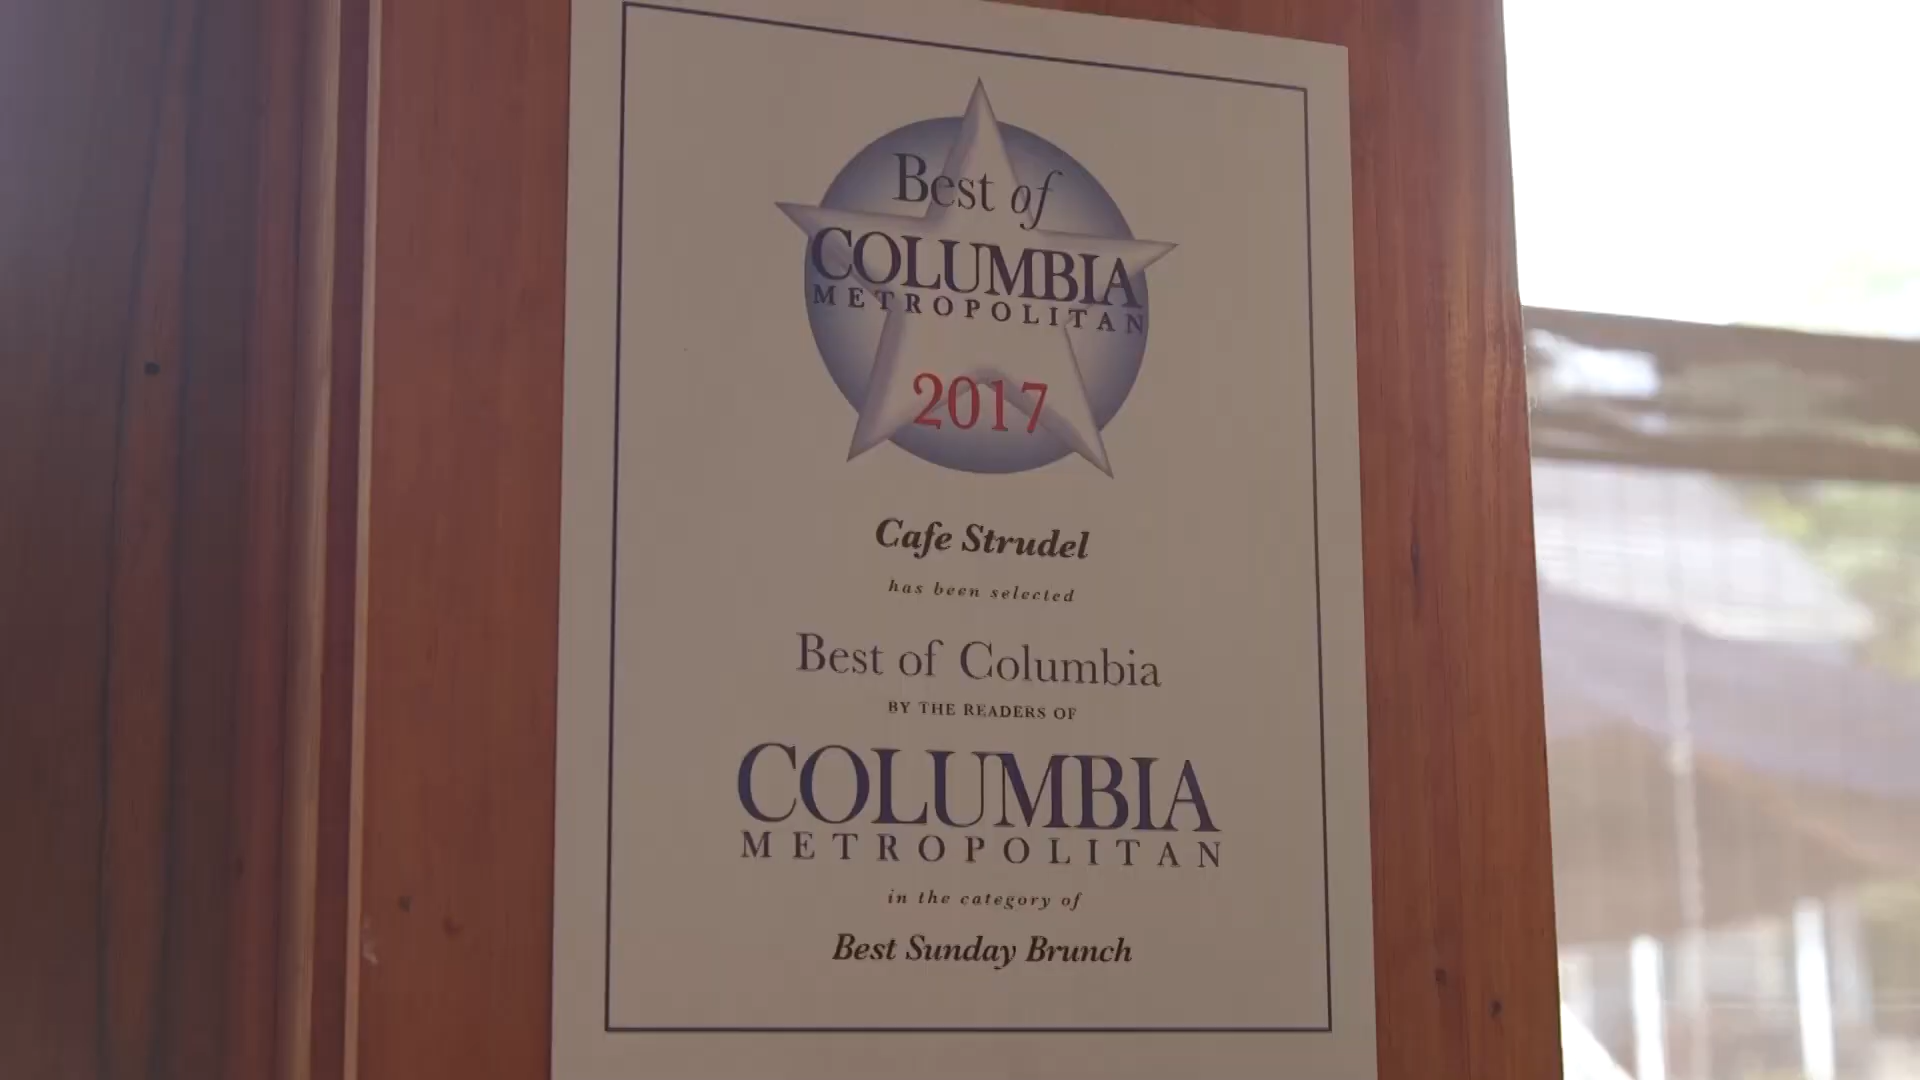 Best of
COLUMBIA
METROPOLITAN
2017
Cafe Strudel
has been selected
Best of Columbia
BY THE READERS OF
COLUMBIA
METROPOLITAN
in the category of
Best Sunday Brunch